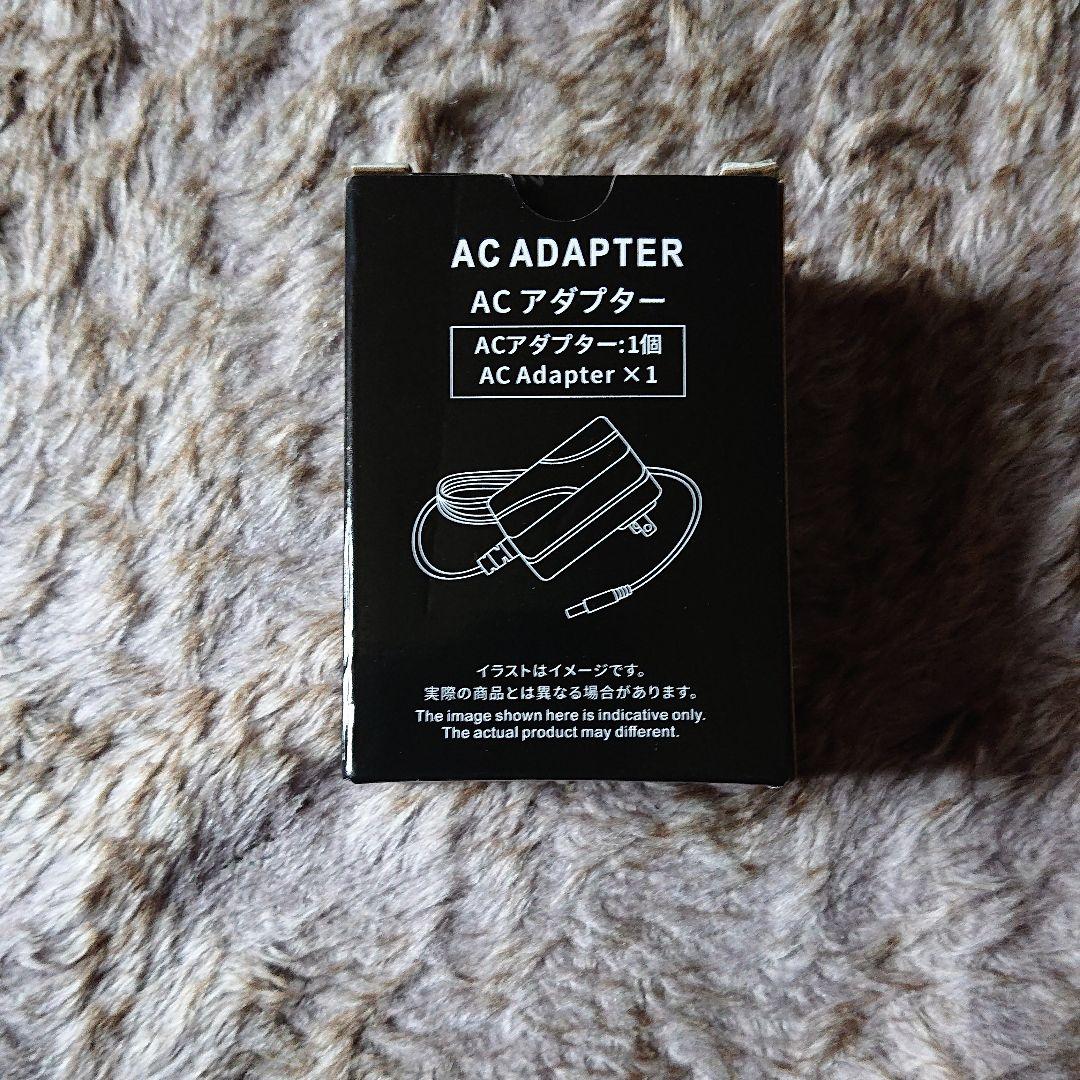 AC ADAPTER
AC アダプター
ACアダプター:1個
AC Adapter ×1
イラストはイメージです。
実際の商品とは異なる場合があります。
The image shown here is indicative only.
The actual product may different.